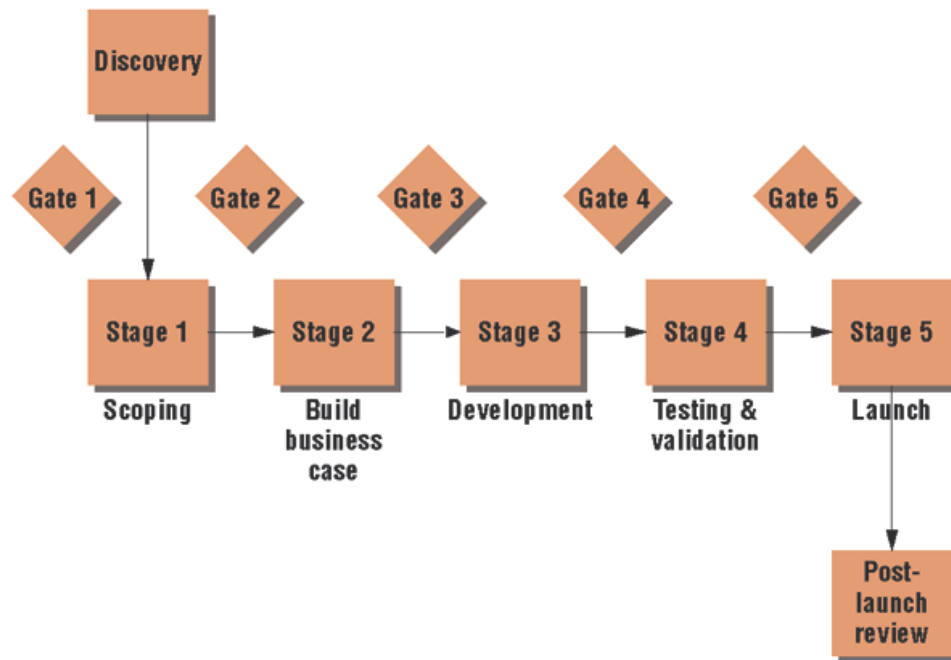 Discovery
Gate 1
Gate 2
Gate 3
Gate 4
Gate 5
Stage 1
Stage 2
Stage 3
Stage 4
Stage 5
Scoping
Build
business
case
Development
Testing &
validation
Launch
Post-
launch
review